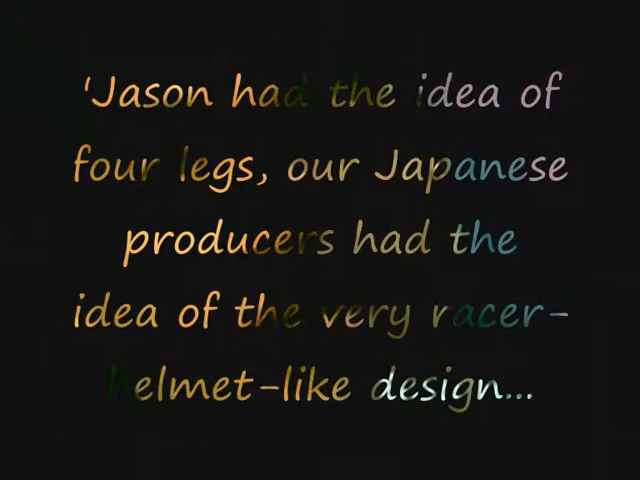 'Jason had the idea of
four legs, our Japanese
producers had the
idea of the very racer-
helmet-like design...